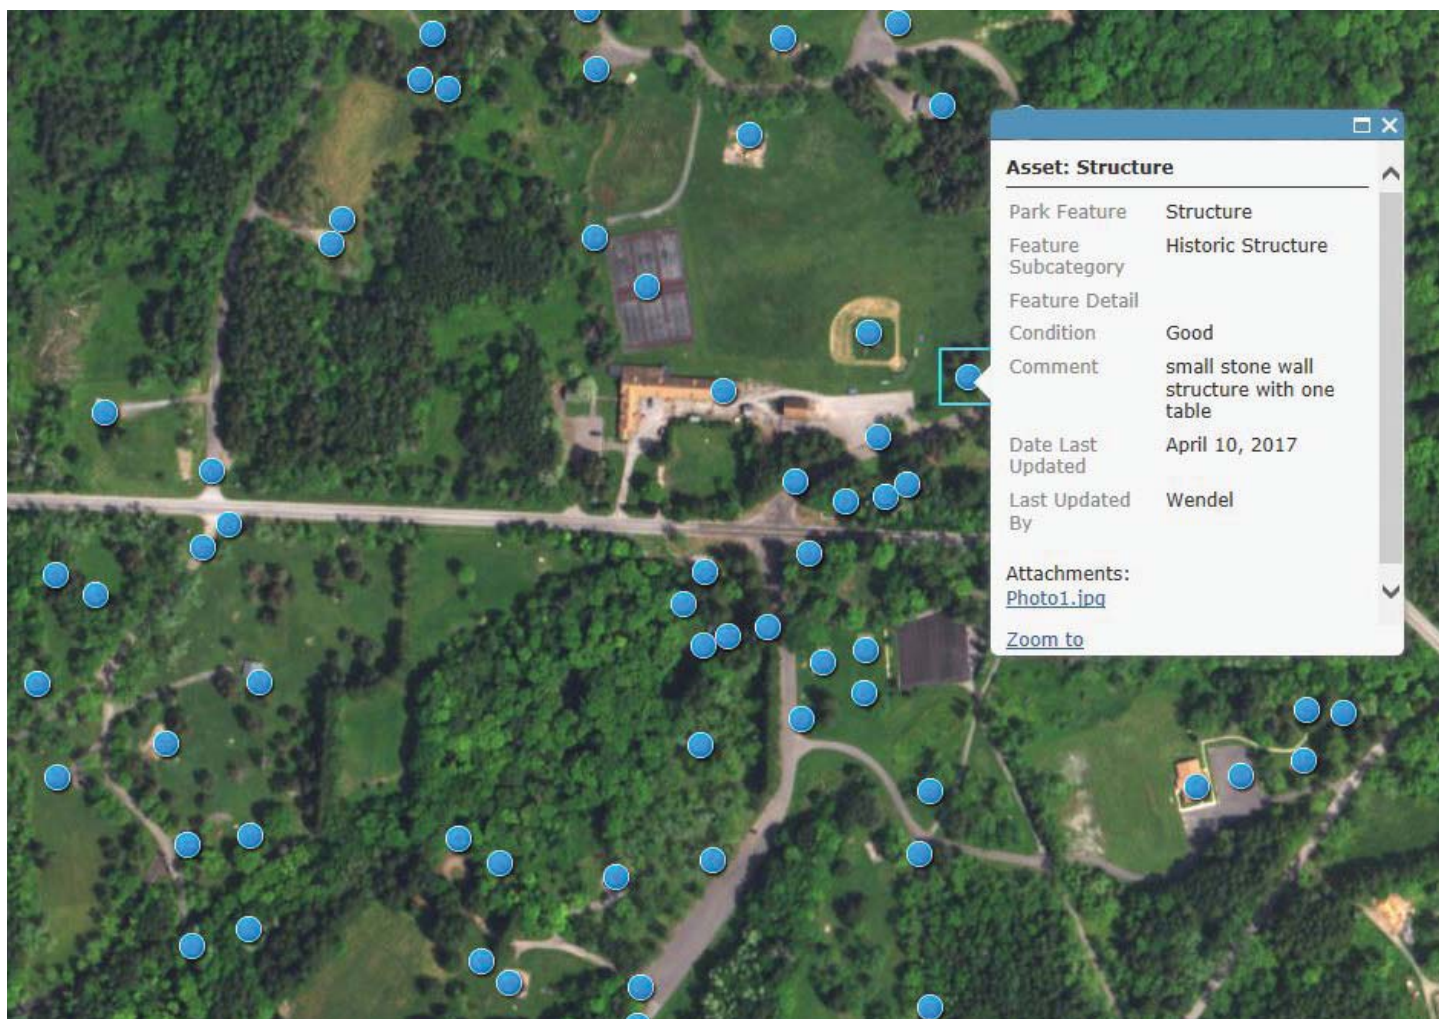 Asset: Structure
Park Feature Structure
Feature Subcategory Historic Structure
Feature Detail
Condition Good
Comment small stone wall
structure with one
table
Date Last Updated April 10, 2017
Last Updated By Wendel
Attachments:
Photo1.jpg
Zoom to